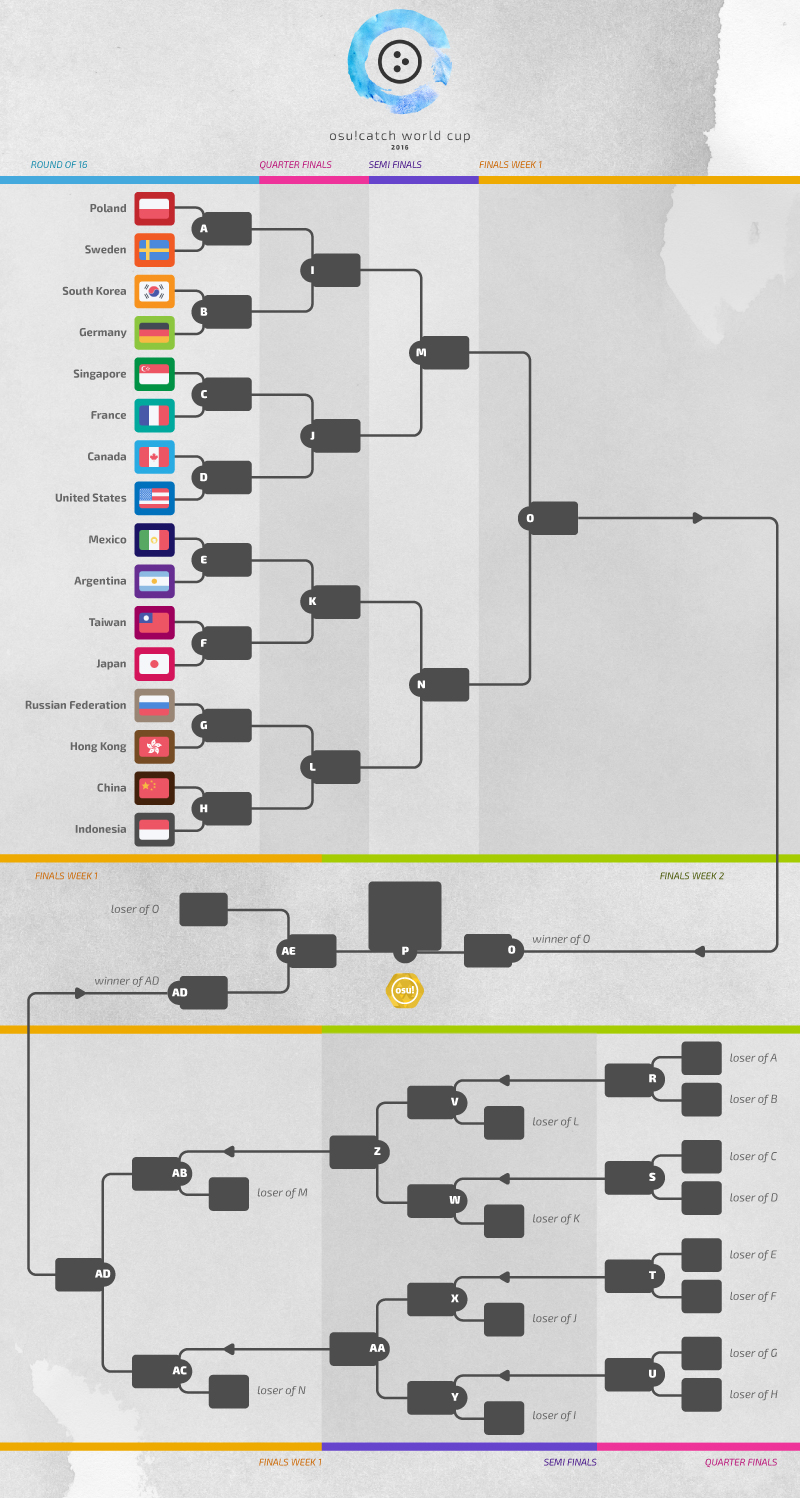 osu!catch world cup
2016
ROUND OF 16
QUARTER FINALS
SEMI FINALS
FINALS WEEK 1
Poland
A
Sweden
I
South Korea
B
Germany
M
Singapore
C
France
J
Canada
D
United States
O
Mexico
E
Argentina
K
Taiwan
F
Japan
N
Russian Federation
G
Hong Kong
L
China
H
Indonesia
FINALS WEEK 1
FINALS WEEK 2
loser of O
AE
P
O
winner of O
winner of AD
AD
osu!
R
loser of A
loser of B
V
loser of L
Z
S
loser of C
loser of D
W
loser of K
AB
loser of M
T
loser of E
loser of F
X
loser of J
AD
AA
U
loser of G
loser of H
Y
loser of I
AC
loser of N
FINALS WEEK 1
SEMI FINALS
QUARTER FINALS